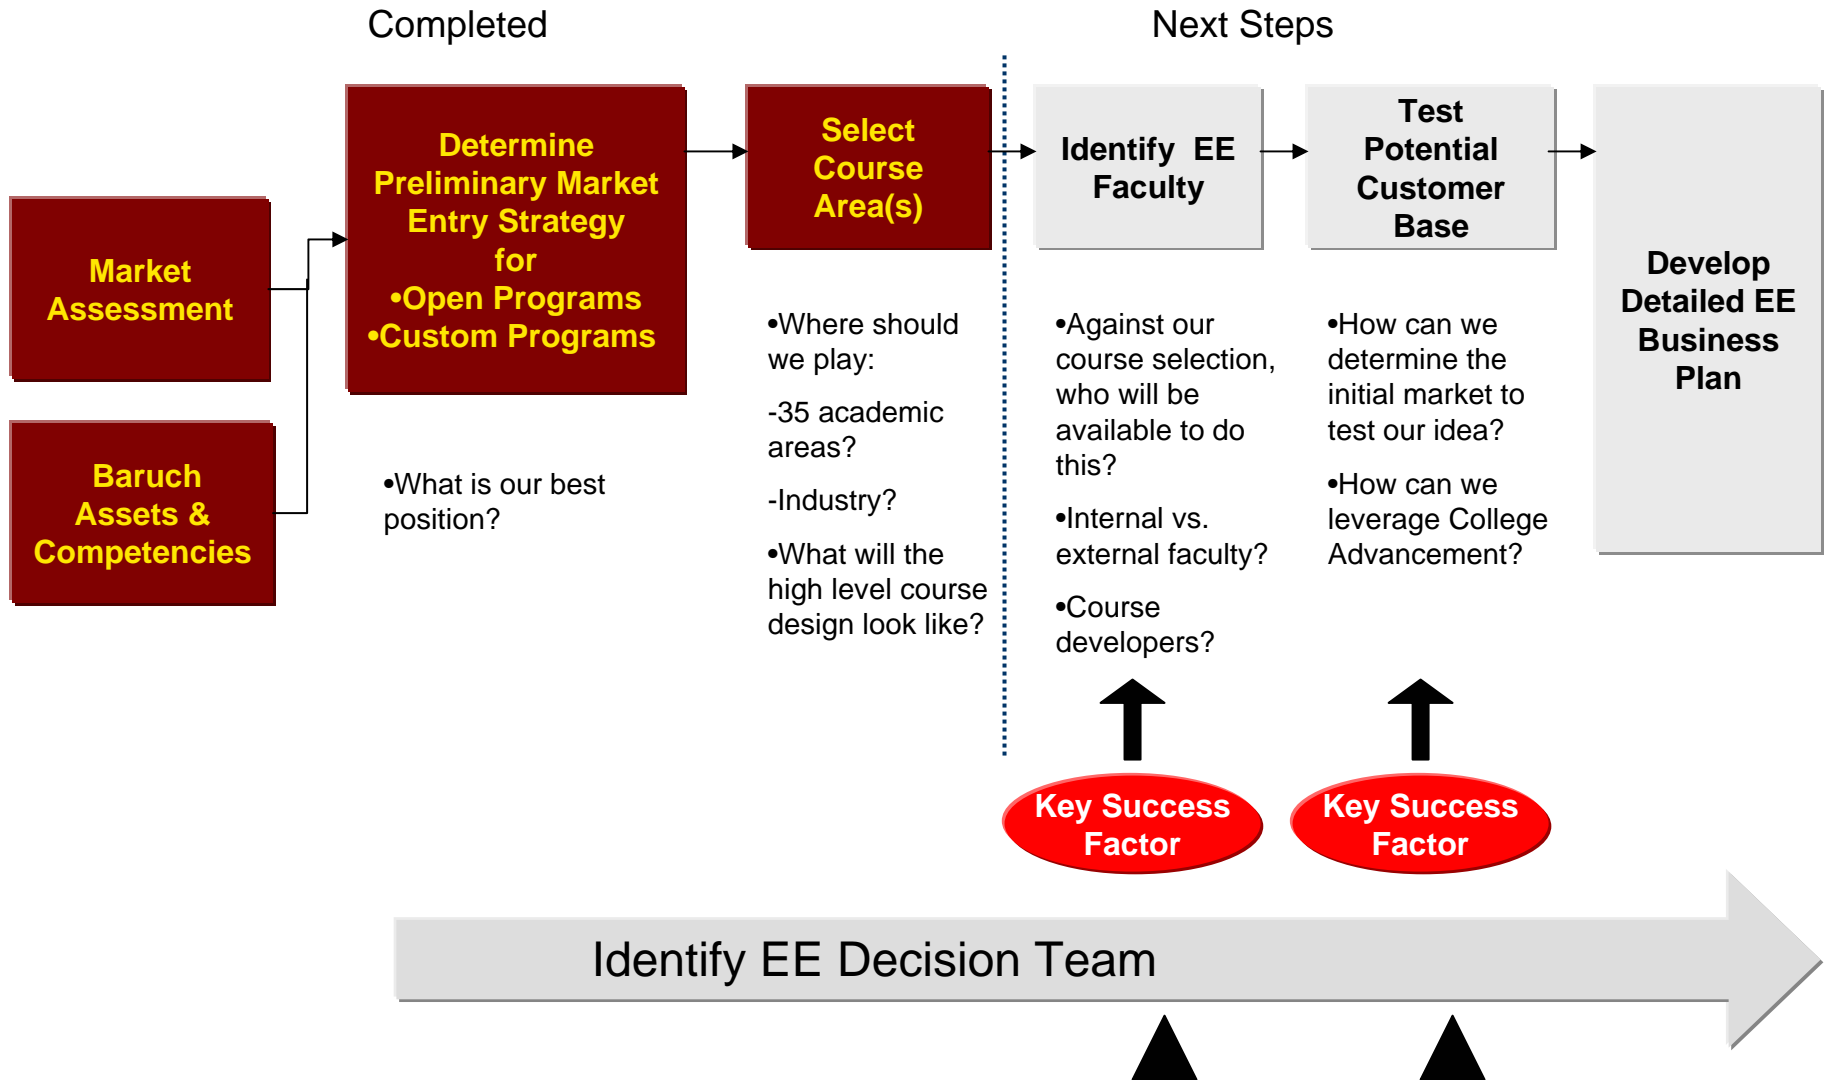 Completed
Next Steps
Market
Assessment
Baruch
Assets &
Competencies
Determine
Preliminary Market
Entry Strategy
for
•Open Programs
•Custom Programs
•What is our best
position?
Select
Course
Area(s)
•Where should
we play:
-35 academic
areas?
-Industry?
•What will the
high level course
design look like?
Identify EE
Faculty
•Against our
course selection,
who will be
available to do
this?
•Internal vs.
external faculty?
•Course
developers?
Key Success
Factor
Test
Potential
Customer
Base
•How can we
determine the
initial market to
test our idea?
•How can we
leverage College
Advancement?
Key Success
Factor
Develop
Detailed EE
Business
Plan
Identify EE Decision Team